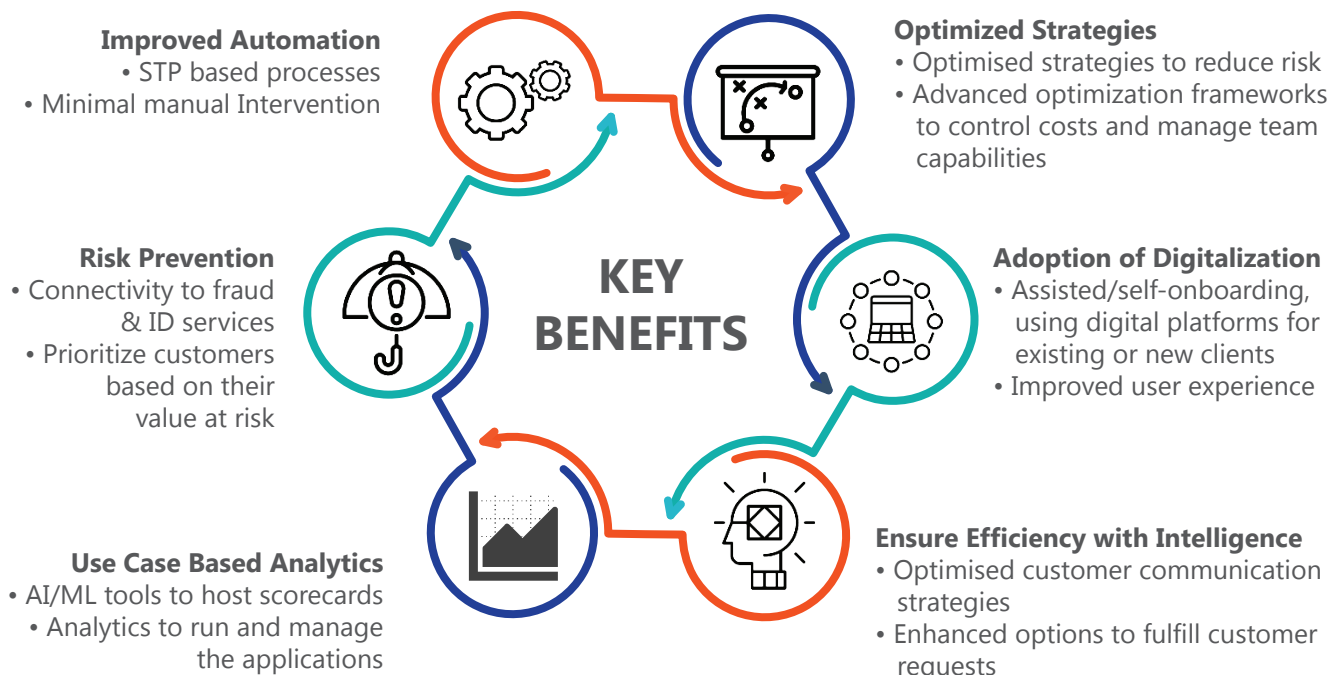 Improved Automation
• STP based processes
• Minimal manual Intervention
Optimized Strategies
• Optimised strategies to reduce risk
• Advanced optimization frameworks
to control costs and manage team
capabilities
KEY
BENEFITS
Risk Prevention
• Connectivity to fraud
& ID services
• Prioritize customers
based on their
value at risk
Adoption of Digitalization
• Assisted/self-onboarding,
using digital platforms for
existing or new clients
• Improved user experience
Use Case Based Analytics
• AI/ML tools to host scorecards
• Analytics to run and manage
the applications
Ensure Efficiency with Intelligence
• Optimised customer communication
strategies
• Enhanced options to fulfill customer
requests